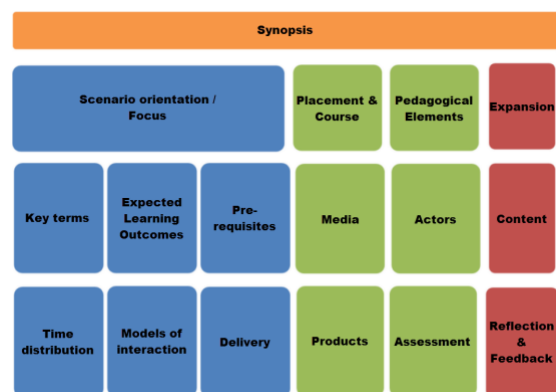 Synopsis
Scenario orientation /
Focus
Placement &
Course
Pedagogical
Elements
Expansion
Key terms
Expected
Learning
Outcomes
Pre-
requisites
Media
Actors
Content
Time
distribution
Models of
interaction
Delivery
Products
Assessment
Reflection
&
Feedback